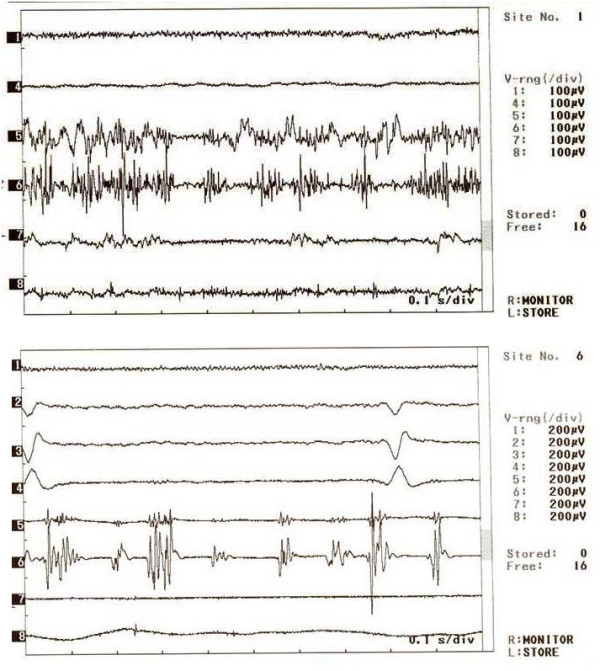 Site No. 1
1
V-rng(/div)
1: 100µV
4: 100µV
5: 100µV
6: 100µV
7: 100µV
8: 100µV
4
5
6
7
8
Stored: 0
Free: 16
0.1 s/div
R:MONITOR
L:STORE
Site No. 6
1
2
3
4
5
6
7
8
V-rng(/div)
1: 200µV
2: 200µV
3: 200µV
4: 200µV
5: 200µV
6: 200µV
7: 200µV
8: 200µV
Stored: 0
Free: 16
0.1 s/div
R:MONITOR
L:STORE